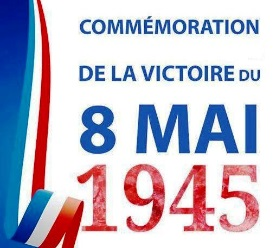 COMMÉMORATION
DE LA VICTOIRE DU
8 MAI
1945